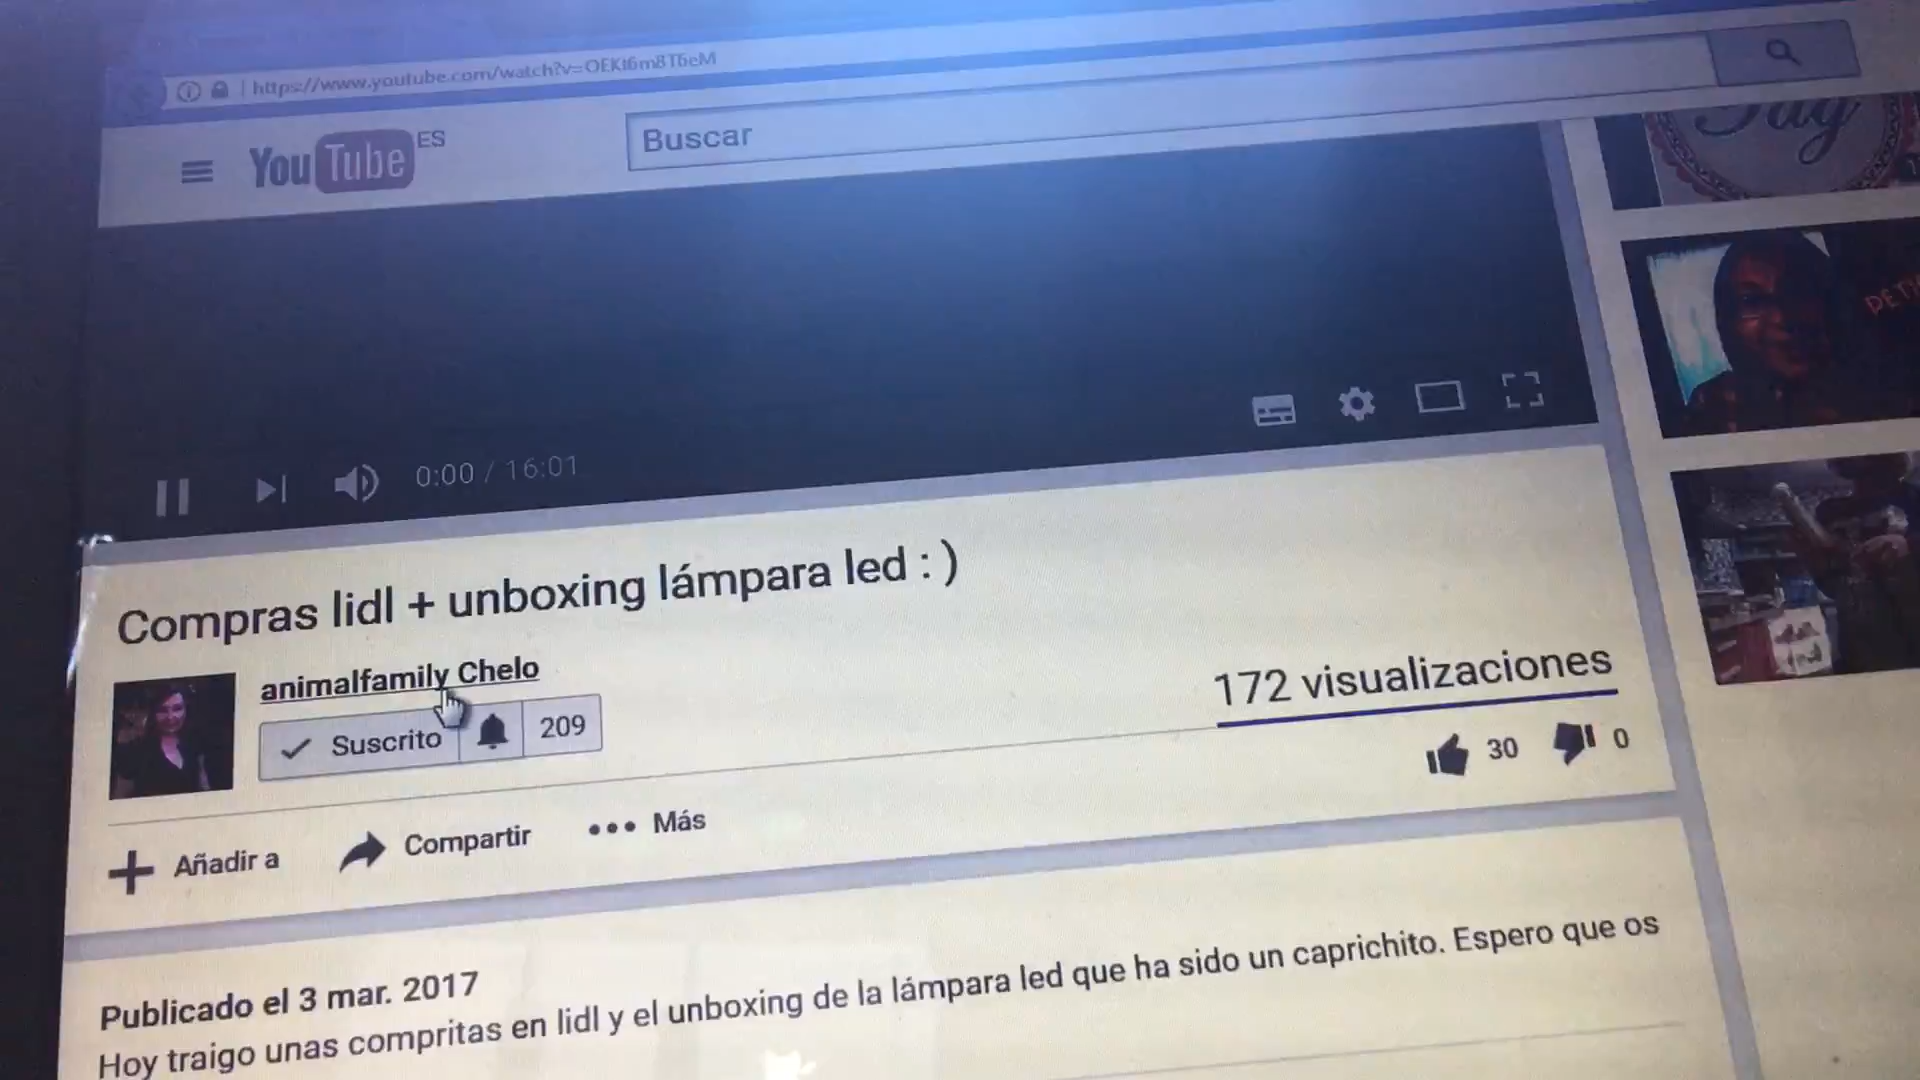 https://www.youtube.com/watch?v=OEKt6m8T6eM
YouTube ES
Buscar
0:00 / 16:01
Compras lidl + unboxing lámpara led : )
animalfamily Chelo
Suscrito 209
172 visualizaciones
30 0
Añadir a Compartir Más
Publicado el 3 mar. 2017
Hoy traigo unas compritas en lidl y el unboxing de la lámpara led que ha sido un caprichito. Espero que os